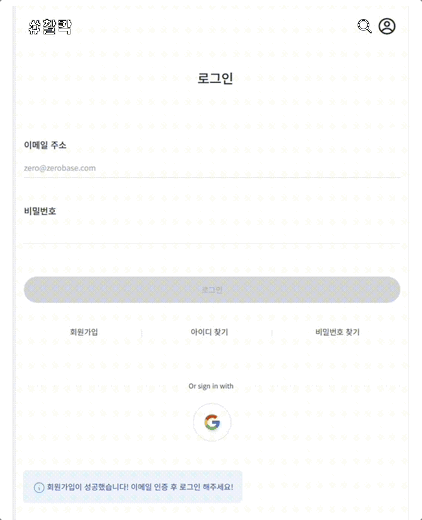 #찰칵
로그인
이메일 주소
zero@zerobase.com
비밀번호
로그인
회원가입 아이디 찾기 비밀번호 찾기
Or sign in with
회원가입이 성공했습니다! 이메일 인증 후 로그인 해주세요!